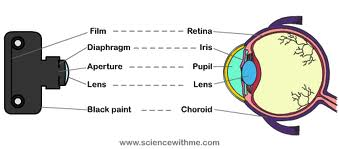 Film Retina
Diaphragm Iris
Aperture Pupil
Lens Lens
Black paint Choroid
www.sciencewithme.com